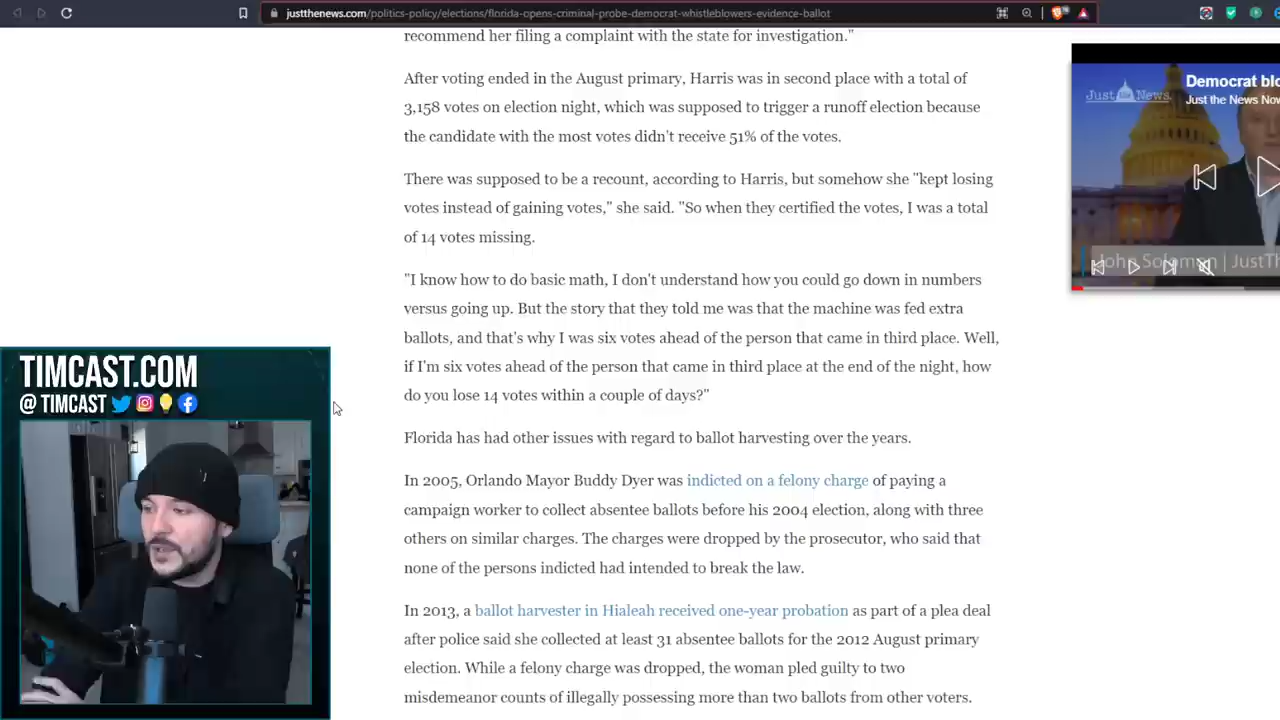 justthenews.com/politics-policy/elections/florida-opens-criminal-probe-democrat-whistleblowers-evidence-ballot
recommend her filing a complaint with the state for investigation."
After voting ended in the August primary, Harris was in second place with a total of
3,158 votes on election night, which was supposed to trigger a runoff election because
the candidate with the most votes didn't receive 51% of the votes.
There was supposed to be a recount, according to Harris, but somehow she "kept losing
votes instead of gaining votes," she said. "So when they certified the votes, I was a total
of 14 votes missing.
"I know how to do basic math, I don't understand how you could go down in numbers
versus going up. But the story that they told me was that the machine was fed extra
ballots, and that's why I was six votes ahead of the person that came in third place. Well,
if I'm six votes ahead of the person that came in third place at the end of the night, how
do you lose 14 votes within a couple of days?"
Florida has had other issues with regard to ballot harvesting over the years.
In 2005, Orlando Mayor Buddy Dyer was indicted on a felony charge of paying a
campaign worker to collect absentee ballots before his 2004 election, along with three
others on similar charges. The charges were dropped by the prosecutor, who said that
none of the persons indicted had intended to break the law.
In 2013, a ballot harvester in Hialeah received one-year probation as part of a plea deal
after police said she collected at least 31 absentee ballots for the 2012 August primary
election. While a felony charge was dropped, the woman pled guilty to two
misdemeanor counts of illegally possessing more than two ballots from other voters.
Democrat blo
Just the News Now
Just the News
John Solomon | JustTh
TIMCAST.COM
@ TIMCAST